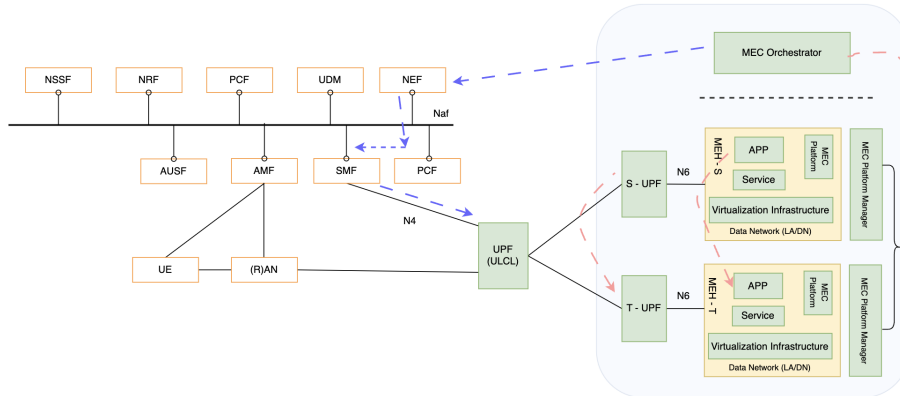 MEC Orchestrator
NSSF
NRF
PCF
UDM
NEF
Naf
AUSF
AMF
SMF
PCF
N4
UE
(R)AN
UPF
(ULCL)
S - UPF
N6
MEH - S
APP
Service
MEC
Platform
Virtualization Infrastructure
Data Network (LA/DN)
MEC Platform Manager
T - UPF
N6
MEH - T
APP
Service
MEC
Platform
Virtualization Infrastructure
Data Network (LA/DN)
MEC Platform Manager